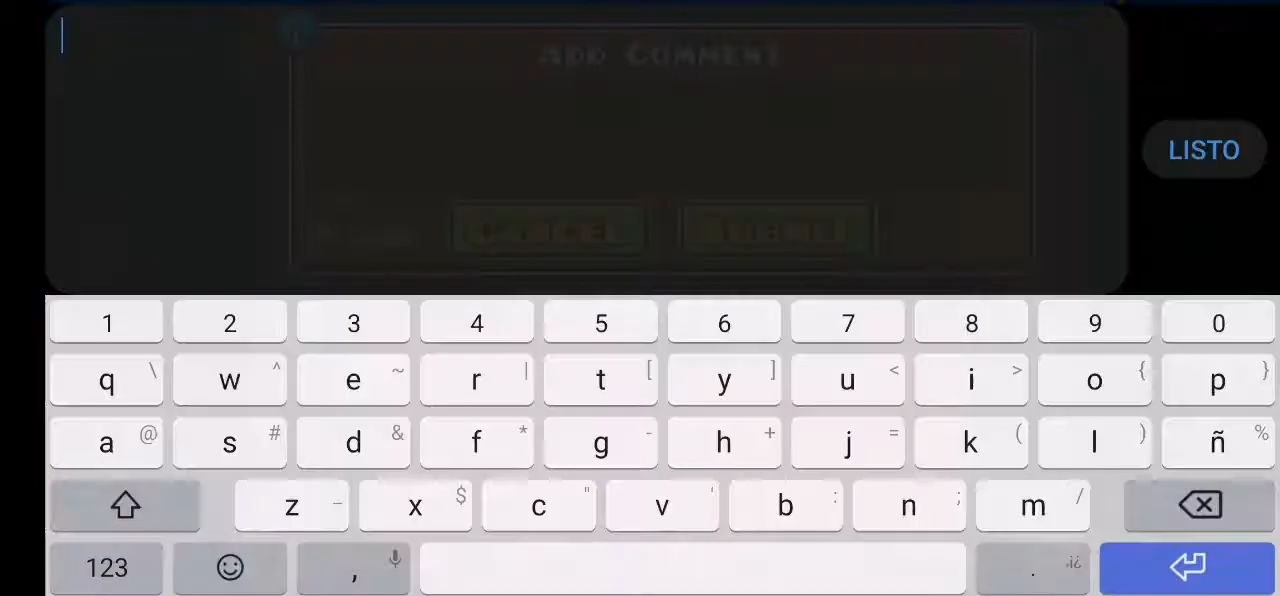 Add Comment
LISTO
1 2 3 4 5 6 7 8 9 0
q \ w ^ e ~ r | t [ y ] u < i > o { p }
a @ s # d & f * g - h + j = k ( l ) ñ %
z _ x $ c " v ' b : n ; m /
123 , . ,i¿